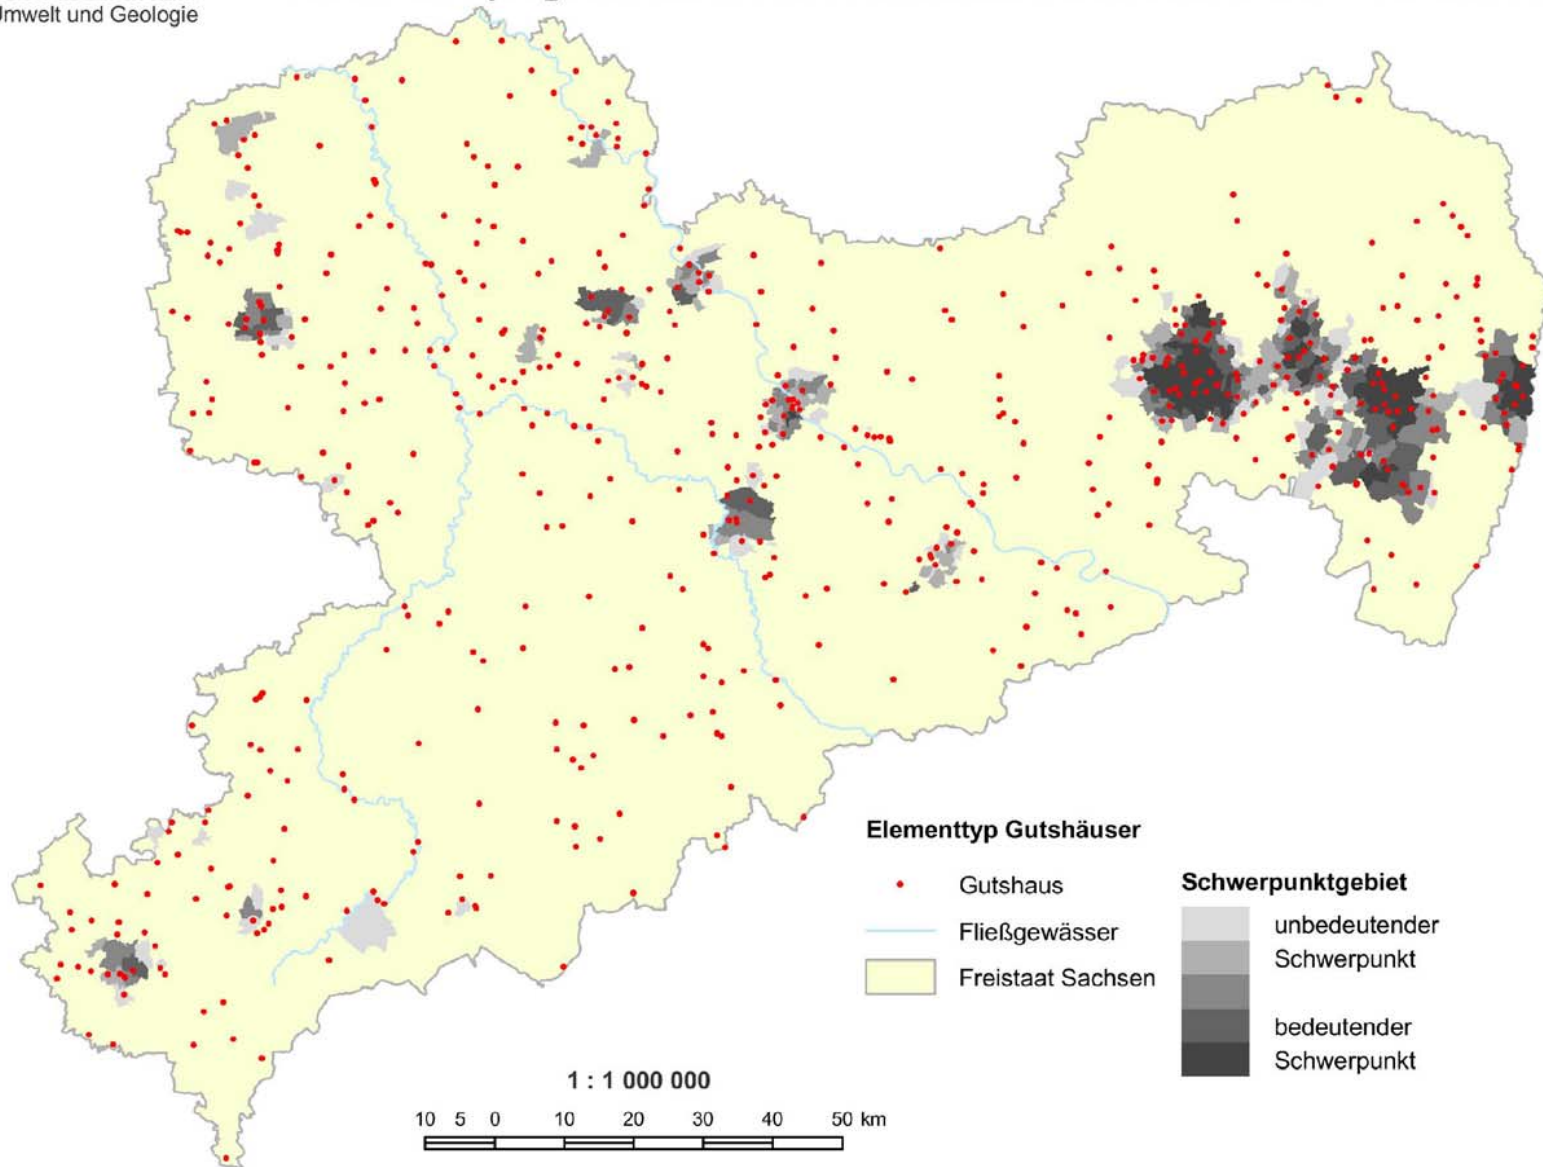 Umwelt und Geologie
Elementtyp Gutshäuser
Gutshaus
Fließgewässer
Freistaat Sachsen
Schwerpunktgebiet
unbedeutender
Schwerpunkt
bedeutender
Schwerpunkt
1 : 1 000 000
10 5 0 10 20 30 40 50 km